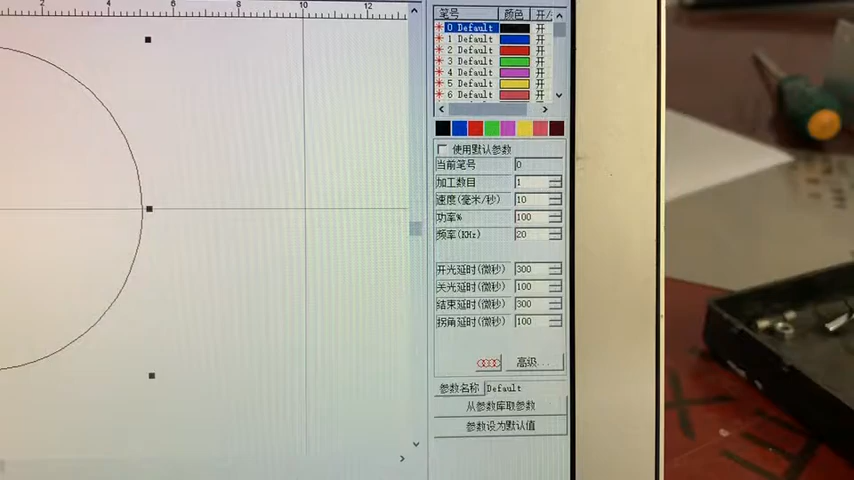 2 4 6 8 10 12
笔号 颜色 开/
0 Default 开
1 Default 开
2 Default 开
3 Default 开
4 Default 开
5 Default 开
6 Default 开
使用默认参数
当前笔号 0
加工数目 1
速度(毫米/秒) 10
功率% 100
频率(KHz) 20
开光延时(微秒) 300
关光延时(微秒) 100
结束延时(微秒) 300
拐角延时(微秒) 100
高级...
参数名称 Default
从参数库取参数
参数设为默认值